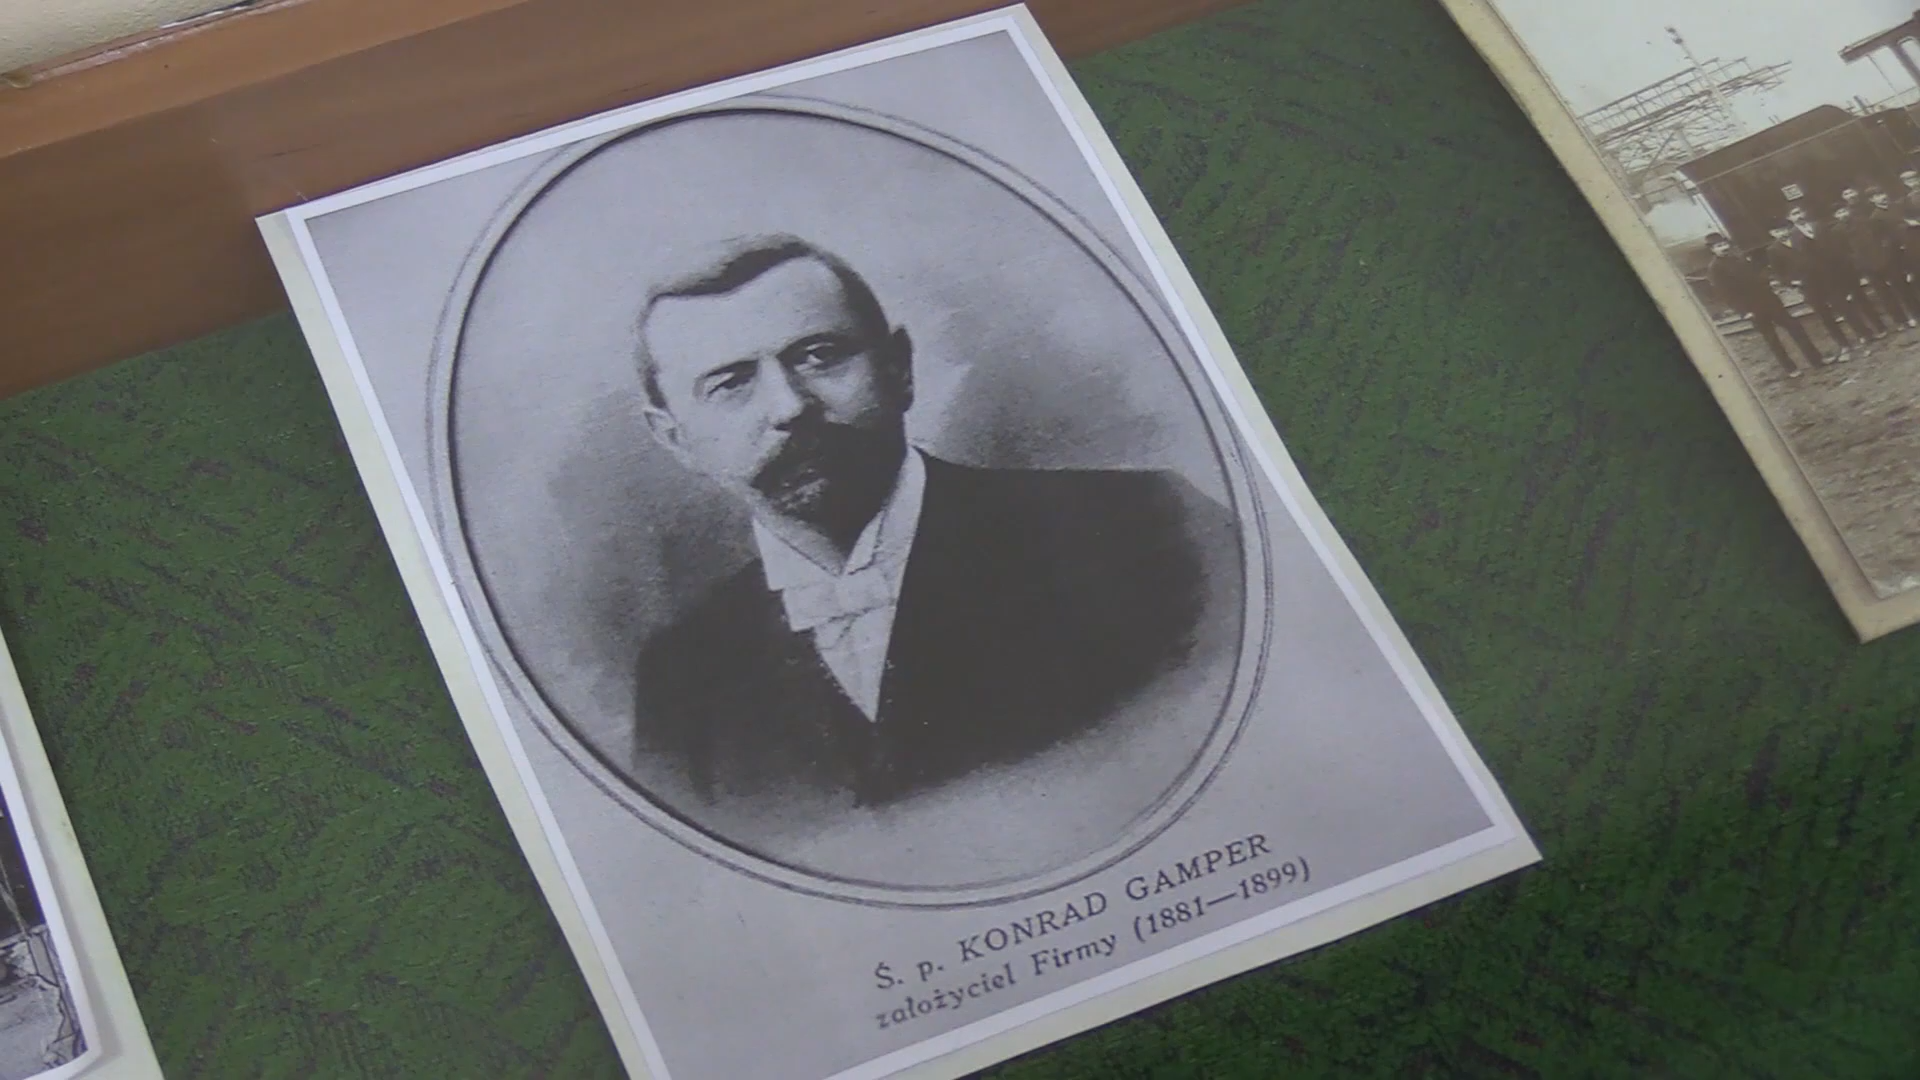 Ś. p. KONRAD GAMPER
założyciel Firmy (1881—1899)